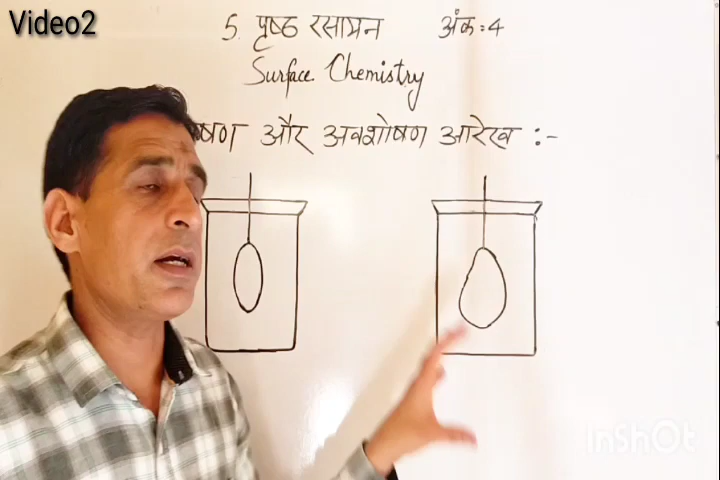 Video2
5. पृष्ठ रसायन अंक:4
Surface Chemistry
और अवशोषण आरेख :-
InShOt